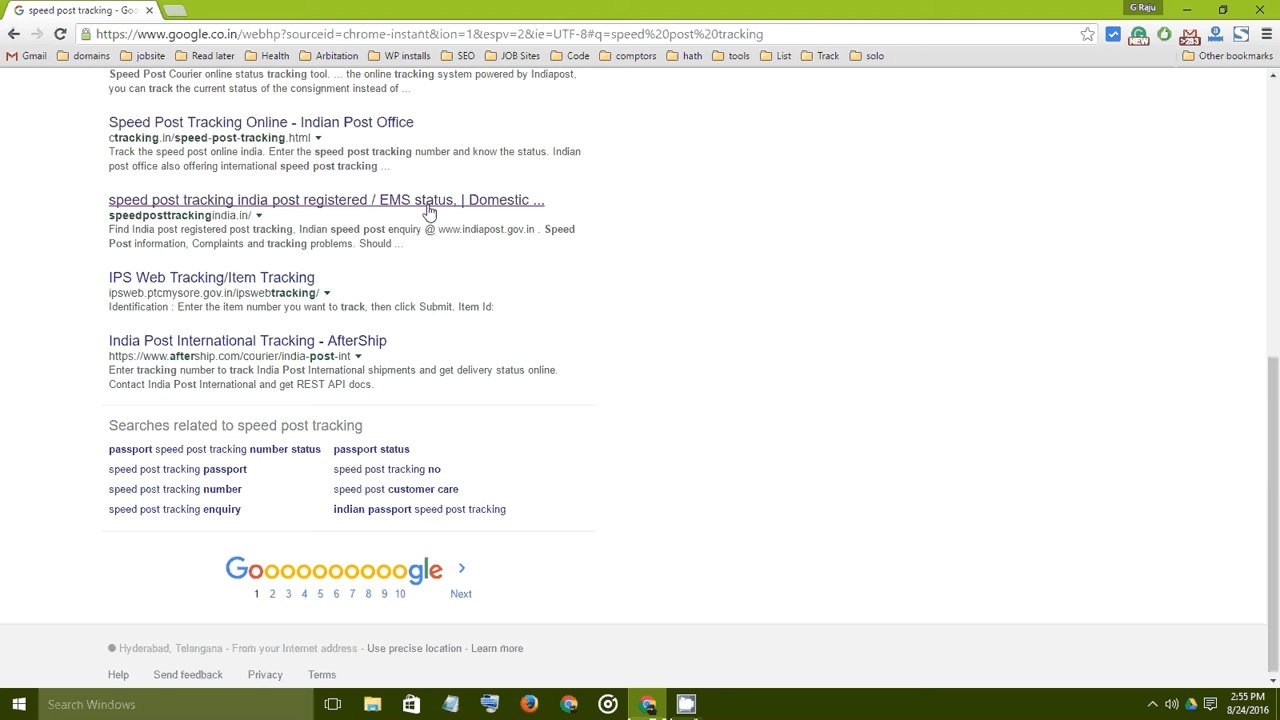 speed post tracking - Goo
G Raju
https://www.google.co.in/webhp?sourceid=chrome-instant&ion=1&espv=2&ie=UTF-8#q=speed%20post%20tracking
Gmail domains jobsite Read later Health Arbitation WP installs SEO JOB Sites Code comptors hath tools List Track solo Other bookmarks
Speed Post Courier online status tracking tool. ... the online tracking system powered by Indiapost,
you can track the current status of the consignment instead of ...
Speed Post Tracking Online - Indian Post Office
ctracking.in/speed-post-tracking.html
Track the speed post online india. Enter the speed post tracking number and know the status. Indian
post office also offering international speed post tracking ...
speed post tracking india post registered / EMS status, | Domestic ...
speedposttrackingindia.in/
Find India post registered post tracking, Indian speed post enquiry @ www.indiapost.gov.in . Speed
Post information, Complaints and tracking problems. Should ...
IPS Web Tracking/Item Tracking
ipsweb.ptcmysore.gov.in/ipswebtracking/
Identification : Enter the item number you want to track, then click Submit. Item Id:
India Post International Tracking - AfterShip
https://www.aftership.com/courier/india-post-int
Enter tracking number to track India Post International shipments and get delivery status online.
Contact India Post International and get REST API docs.
Searches related to speed post tracking
passport speed post tracking number status passport status
speed post tracking passport speed post tracking no
speed post tracking number speed post customer care
speed post tracking enquiry indian passport speed post tracking
Goooooooooogle
1 2 3 4 5 6 7 8 9 10 Next
Hyderabad, Telangana - From your Internet address - Use precise location - Learn more
Help Send feedback Privacy Terms
Search Windows
2:55 PM
8/24/2016